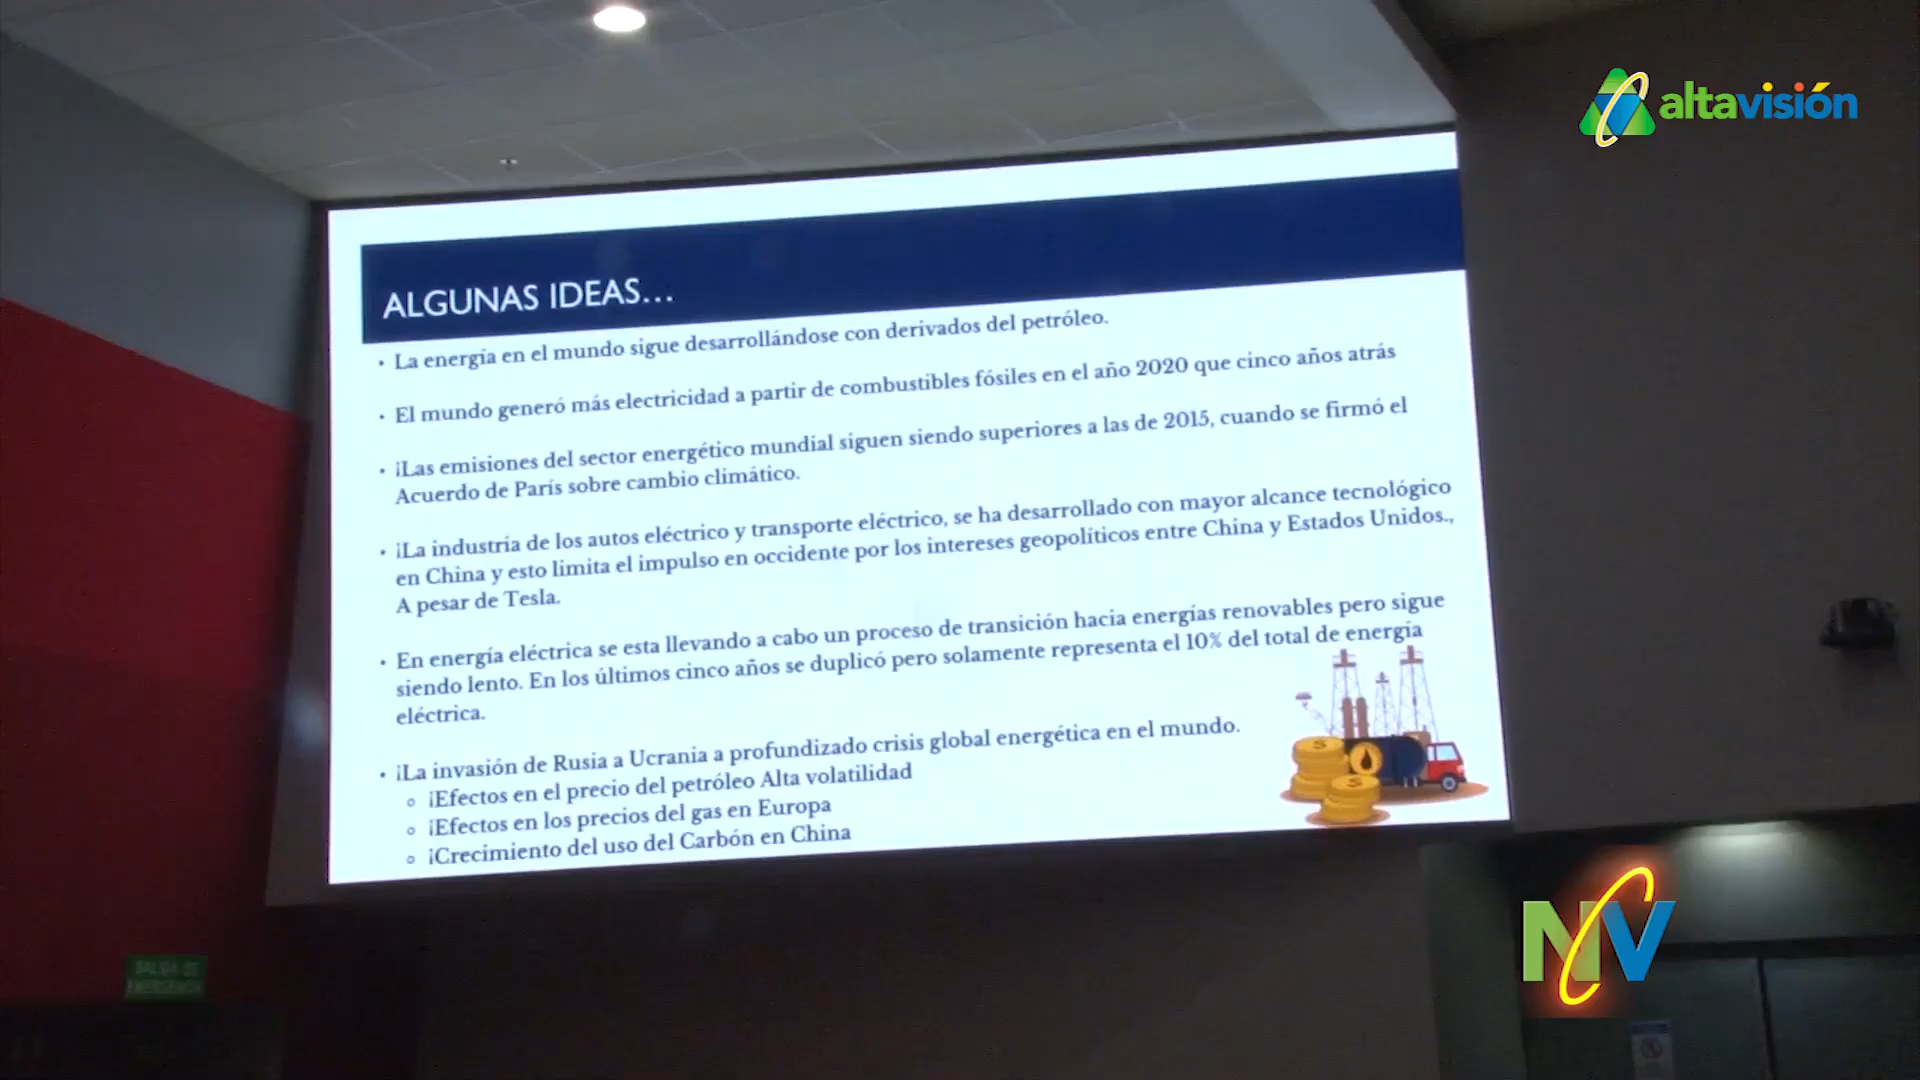 altavisión
ALGUNAS IDEAS...
• La energía en el mundo sigue desarrollándose con derivados del petróleo.
• El mundo generó más electricidad a partir de combustibles fósiles en el año 2020 que cinco años atrás
• ¡Las emisiones del sector energético mundial siguen siendo superiores a las de 2015, cuando se firmó el
Acuerdo de París sobre cambio climático.
• ¡La industria de los autos eléctrico y transporte eléctrico, se ha desarrollado con mayor alcance tecnológico
en China y esto limita el impulso en occidente por los intereses geopolíticos entre China y Estados Unidos.,
A pesar de Tesla.
• En energía eléctrica se esta llevando a cabo un proceso de transición hacia energías renovables pero sigue
siendo lento. En los últimos cinco años se duplicó pero solamente representa el 10% del total de energía
eléctrica.
• ¡La invasión de Rusia a Ucrania a profundizado crisis global energética en el mundo.
◦ ¡Efectos en el precio del petróleo Alta volatilidad
◦ ¡Efectos en los precios del gas en Europa
◦ ¡Crecimiento del uso del Carbón en China
SALIDA DE
EMERGENCIA
NCV